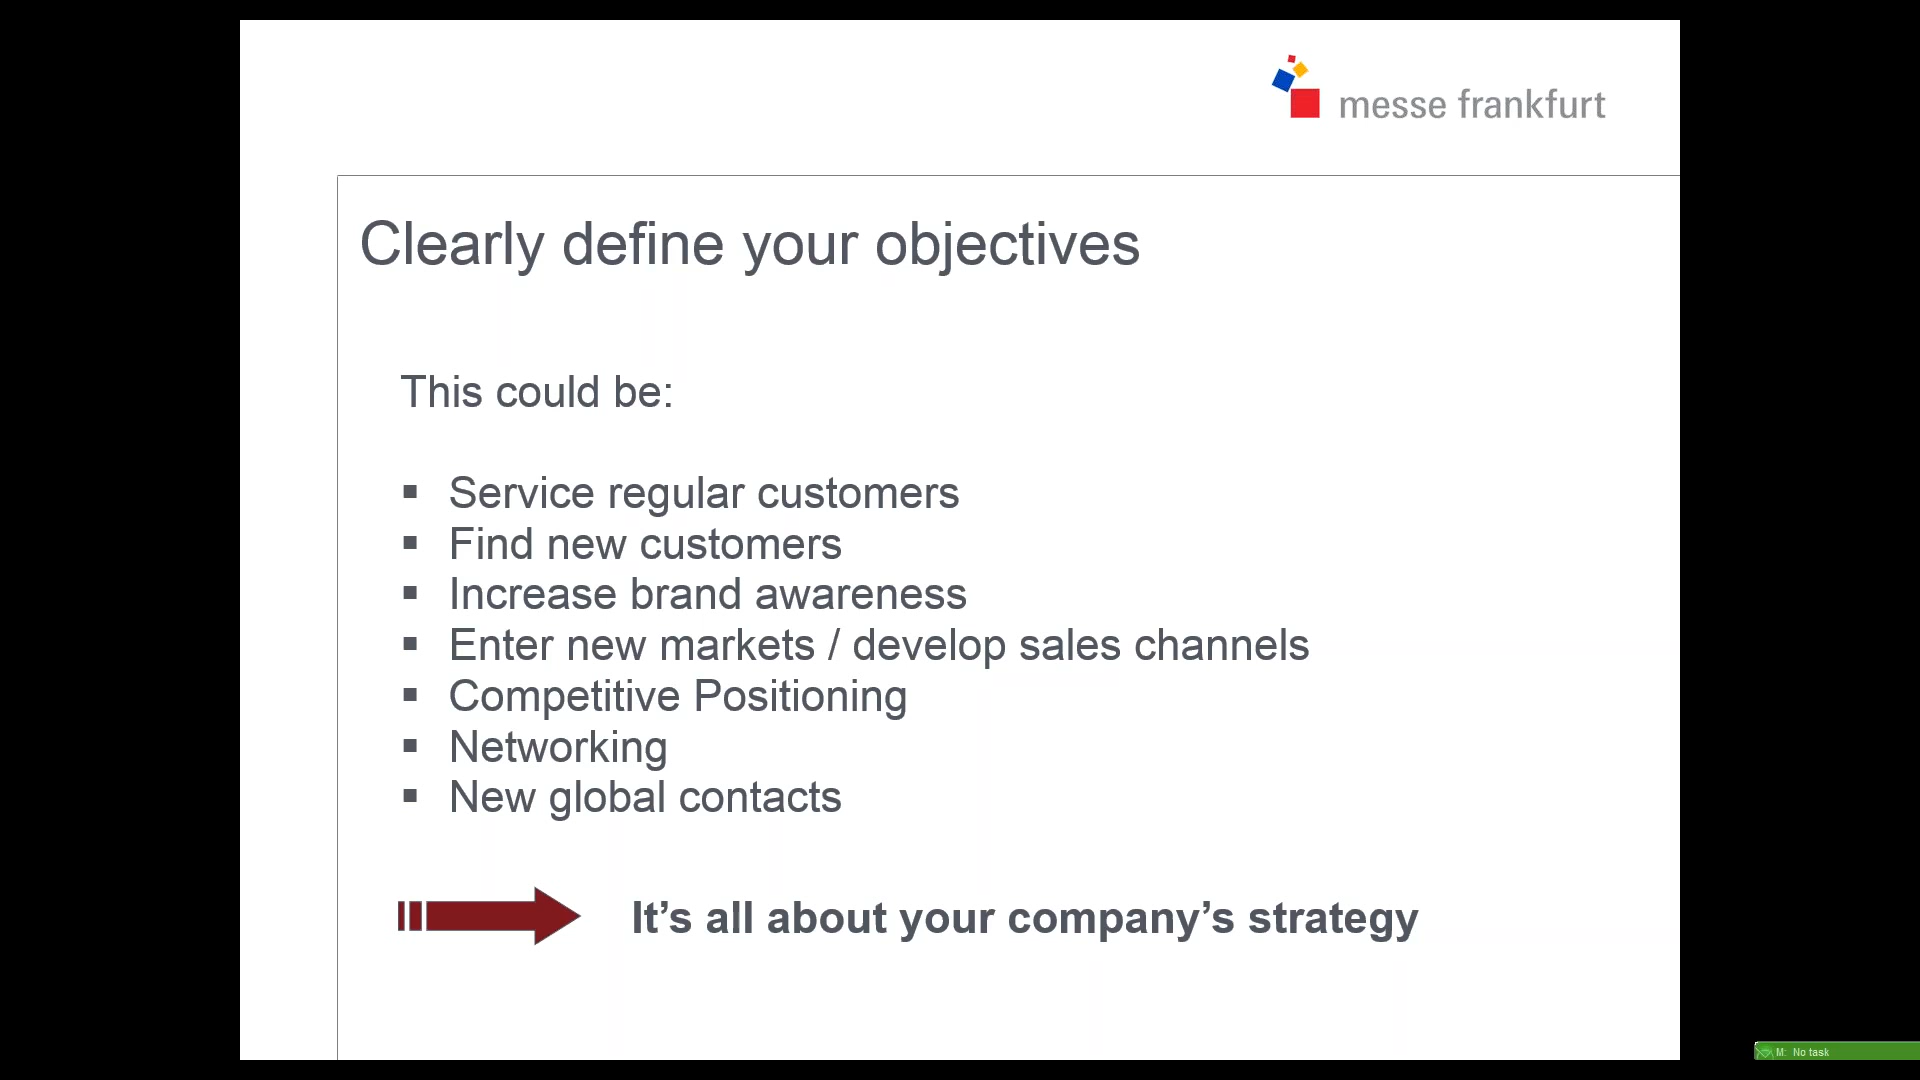 messe frankfurt
Clearly define your objectives
This could be:
▪ Service regular customers
▪ Find new customers
▪ Increase brand awareness
▪ Enter new markets / develop sales channels
▪ Competitive Positioning
▪ Networking
▪ New global contacts
It’s all about your company’s strategy
M: No task